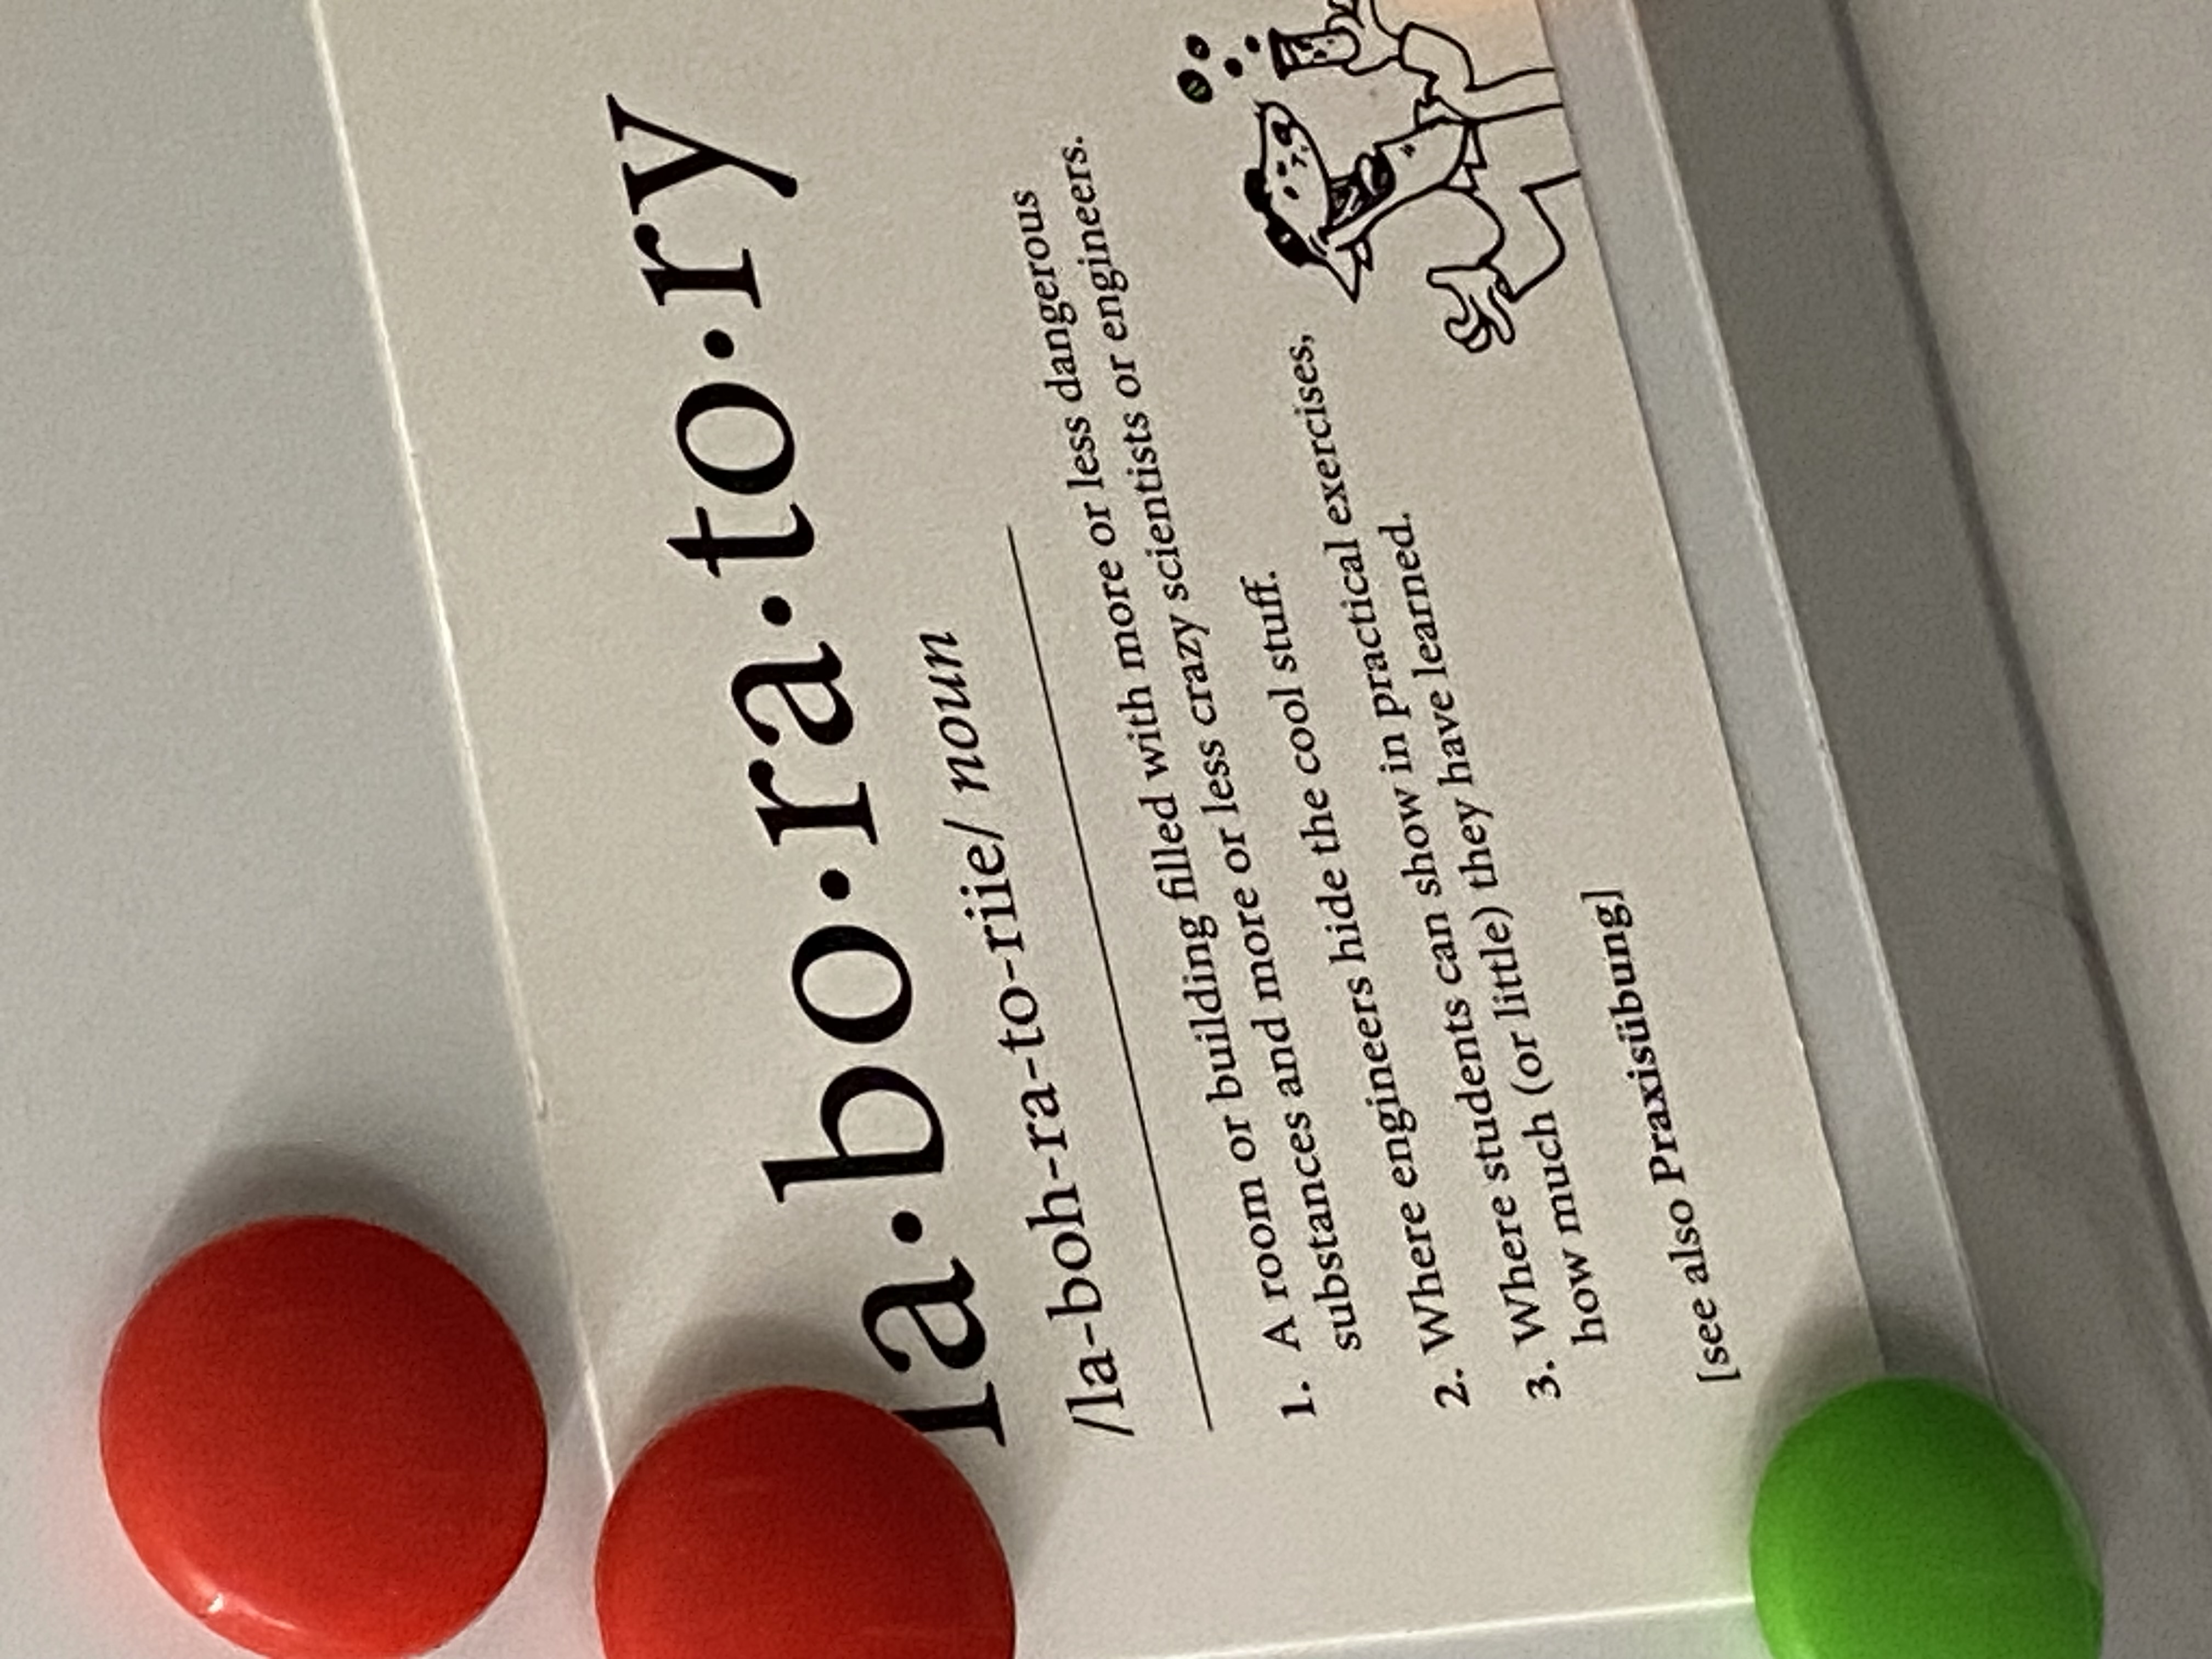 la·bo·ra·to·ry
/la-boh-ra-to-riie/ noun
1. A room or building filled with more or less dangerous
substances and more or less crazy scientists or engineers.
2. Where engineers hide the cool stuff.
3. Where students can show in practical exercises,
how much (or little) they have learned.
[see also Praxisübung]